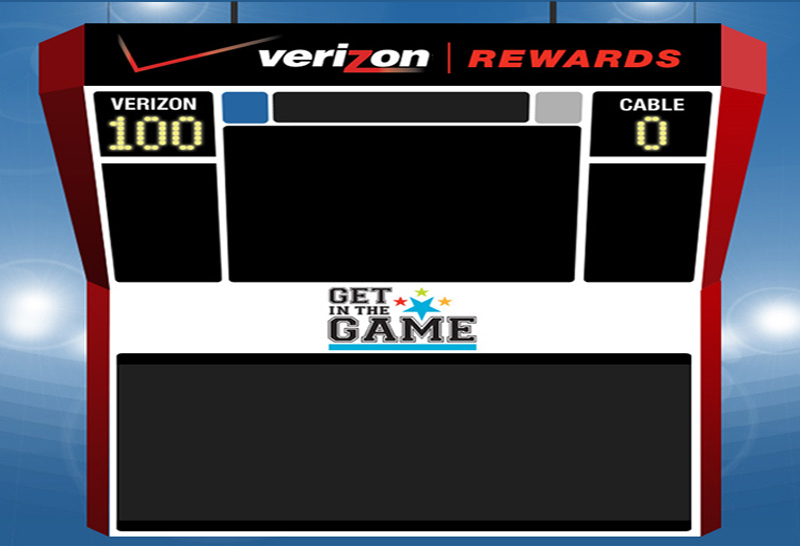 verizon | REWARDS
VERIZON
100
CABLE
0
GET
IN THE
GAME